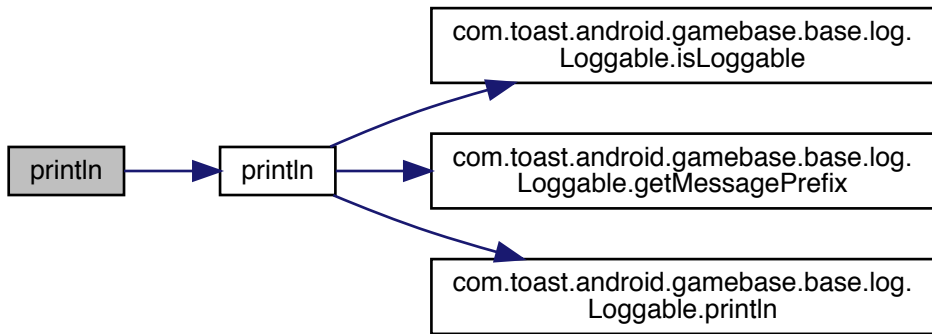 println
println
com.toast.android.gamebase.base.log.
Loggable.isLoggable
com.toast.android.gamebase.base.log.
Loggable.getMessagePrefix
com.toast.android.gamebase.base.log.
Loggable.println